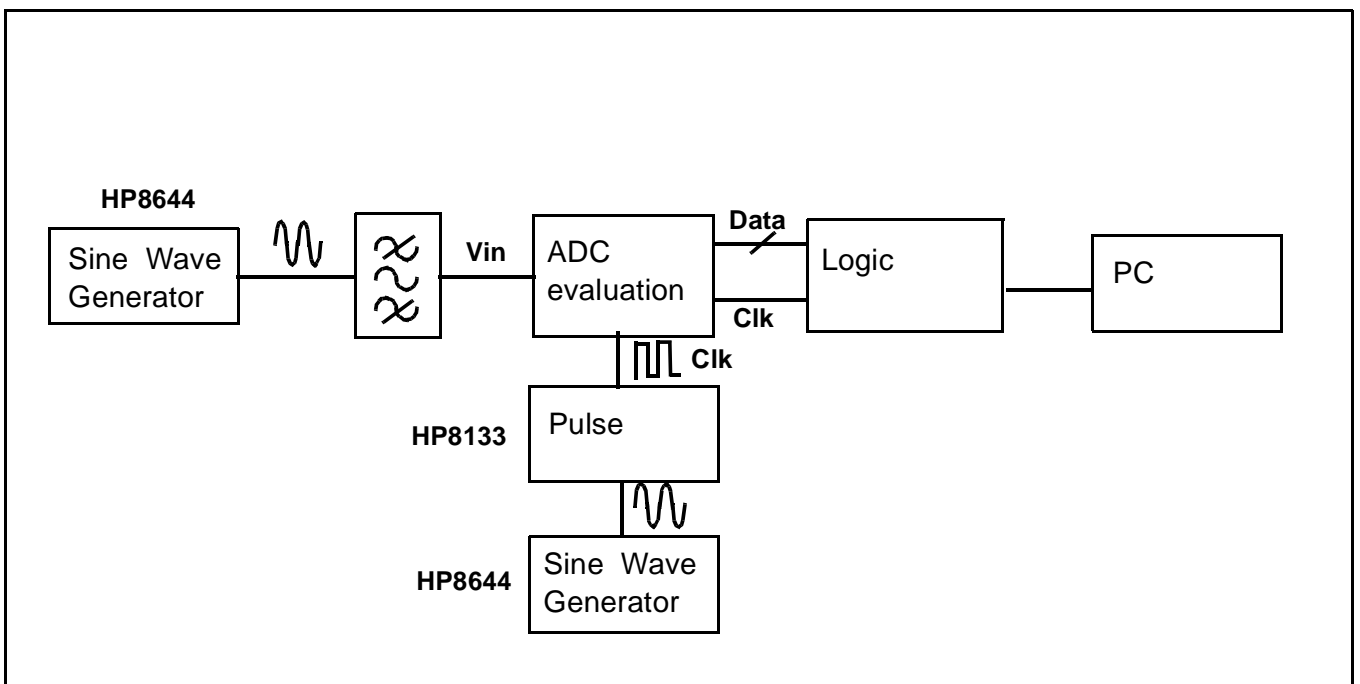 HP8644
Sine Wave
Generator
Vin
ADC
evaluation
Data
Clk
Logic
PC
Clk
HP8133
Pulse
HP8644
Sine Wave
Generator